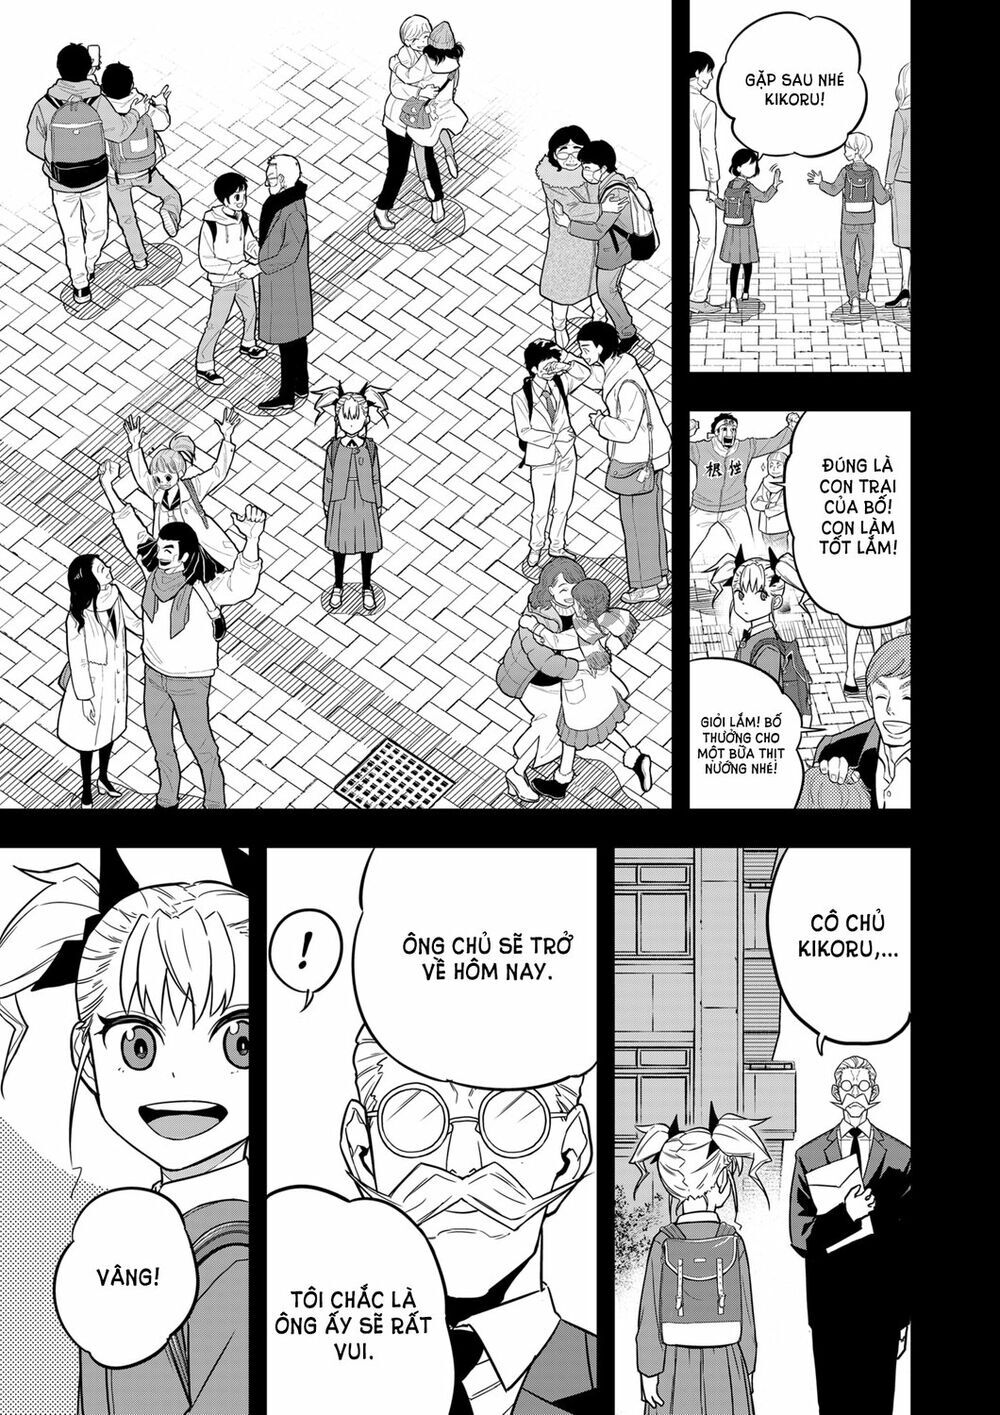 GẶP SAU NHÉ
KIKORU!
根性
ĐÚNG LÀ
CON TRAI
CỦA BỐ!
CON LÀM
TỐT LẮM!
GIỎI LẮM! BỐ
THƯỞNG CHO
MỘT BỮA THỊT
NƯỚNG NHÉ!
CÔ CHỦ
KIKORU,...
ÔNG CHỦ SẼ TRỞ
VỀ HÔM NAY.
!
TÔI CHẮC LÀ
ÔNG ẤY SẼ RẤT
VUI.
VÂNG!